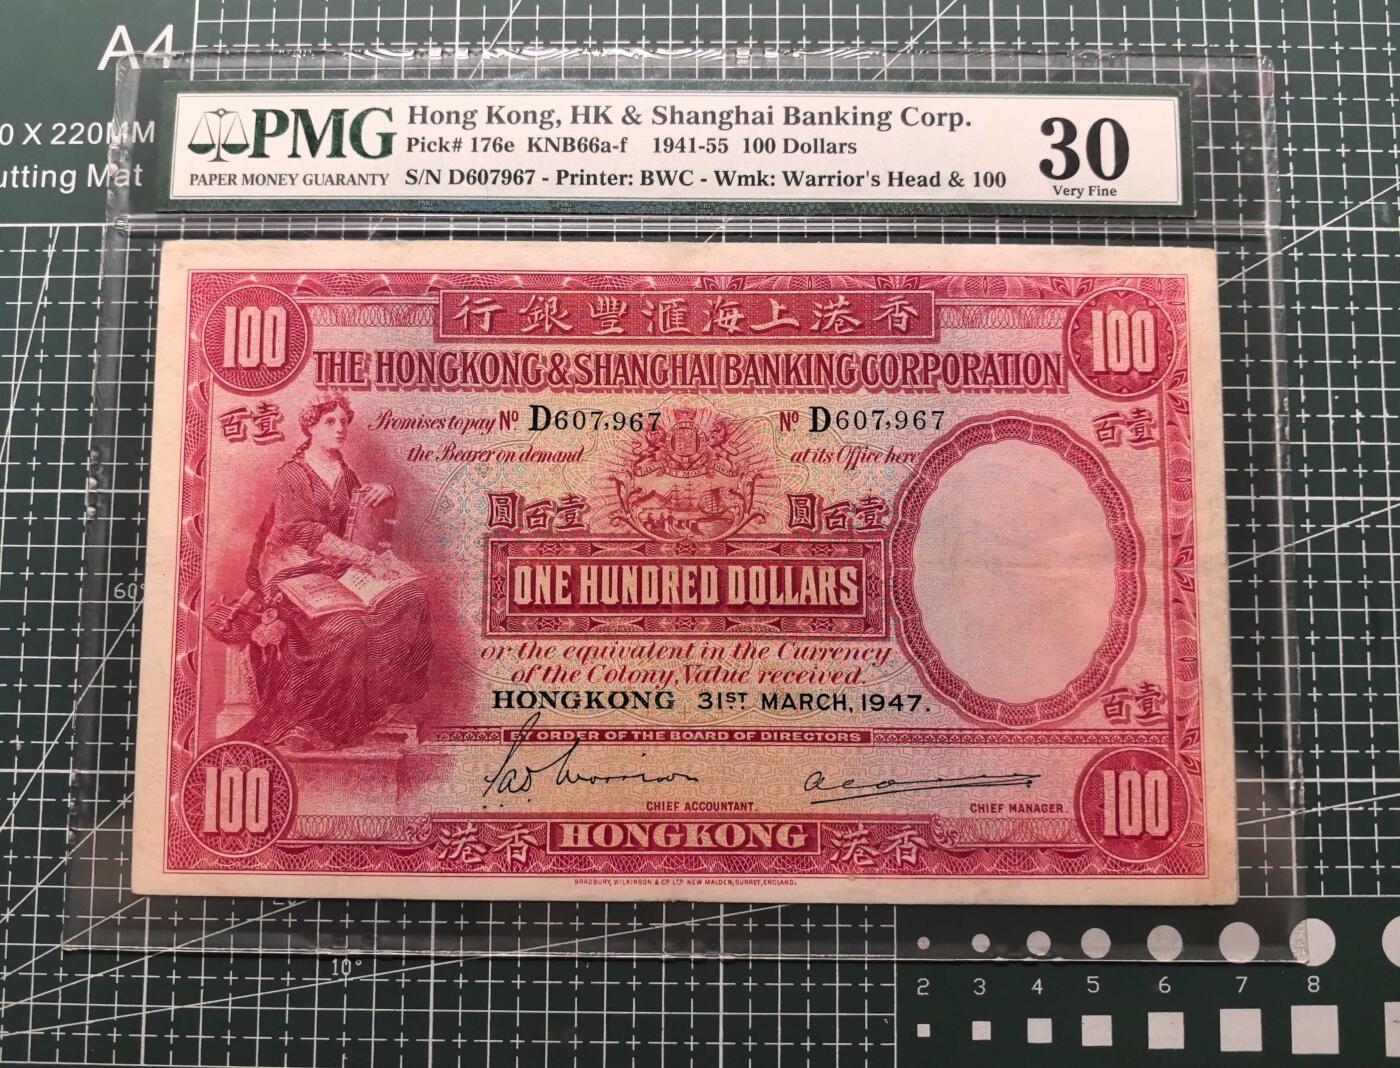 A4
0 X 220MM
utting Mat
PMG
PAPER MONEY GUARANTY
Hong Kong, HK & Shanghai Banking Corp.
Pick# 176e KNB66a-f 1941-55 100 Dollars
S/N D607967 - Printer: BWC - Wmk: Warrior's Head & 100
30
Very Fine
行銀豐滙海上港香
100
100
THE HONGKONG & SHANGHAI BANKING CORPORATION
百壹
百壹
Promises to pay Nº D607,967
Nº D607,967
the Bearer on demand
at its Office here
圓百壹
圓百壹
ONE HUNDRED DOLLARS
or the equivalent in the Currency
of the Colony, Value received.
HONGKONG 31ST MARCH, 1947.
百壹
BY ORDER OF THE BOARD OF DIRECTORS
CHIEF ACCOUNTANT.
CHIEF MANAGER.
100
100
港香 HONGKONG 港香
BRADBURY, WILKINSON & Cº Lᵀᴰ NEW MALDEN, SURREY, ENGLAND.
60°
10°
2 3 4 5 6 7 8